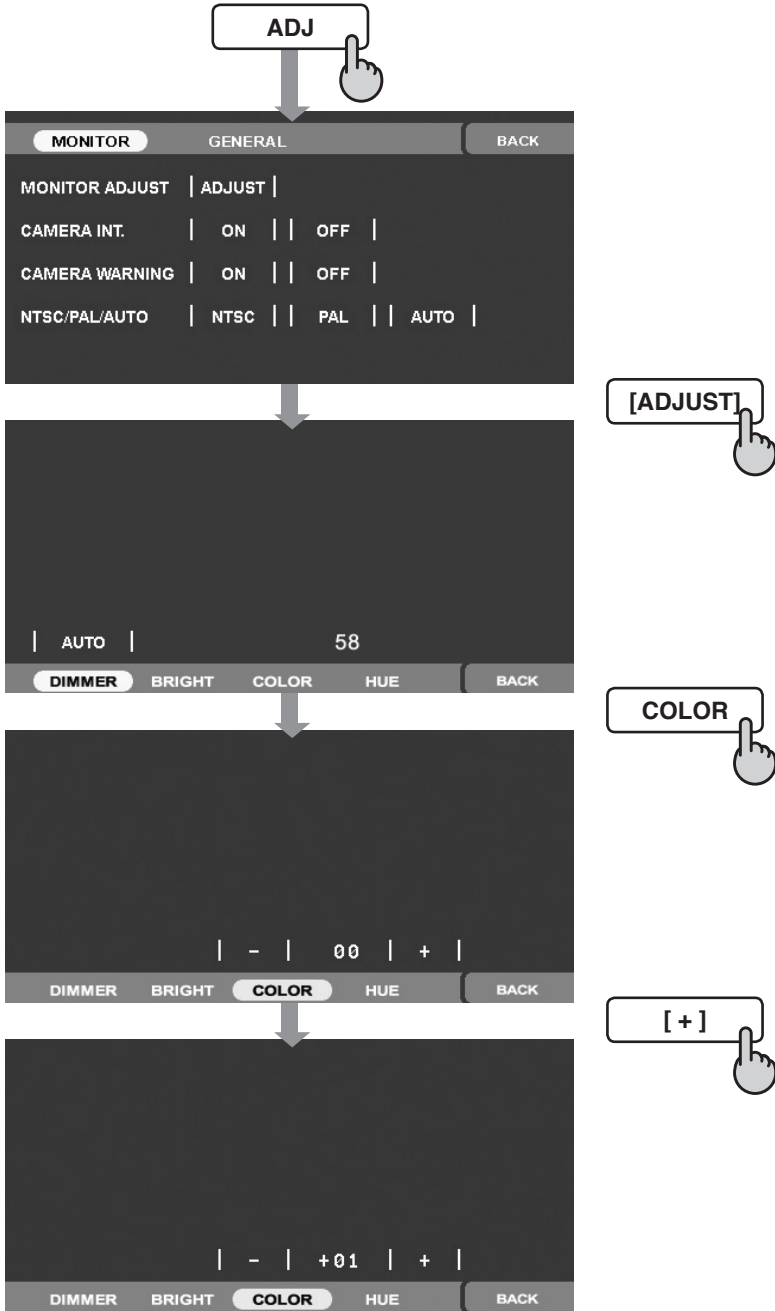 ADJ
MONITOR GENERAL BACK
MONITOR ADJUST | ADJUST |
CAMERA INT. | ON | | OFF |
CAMERA WARNING | ON | | OFF |
NTSC/PAL/AUTO | NTSC | | PAL | | AUTO |
[ADJUST]
| AUTO | 58
DIMMER BRIGHT COLOR HUE BACK
COLOR
| - | 00 | + |
DIMMER BRIGHT COLOR HUE BACK
[ + ]
| - | +01 | + |
DIMMER BRIGHT COLOR HUE BACK